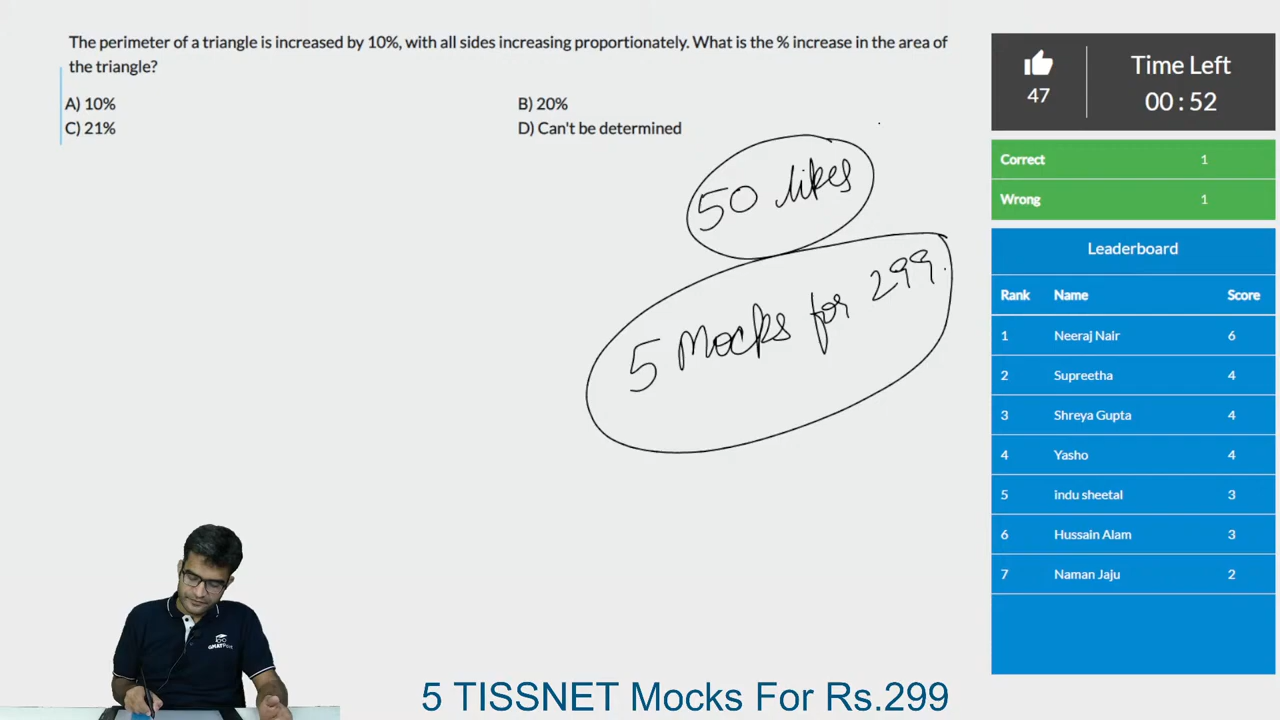 The perimeter of a triangle is increased by 10%, with all sides increasing proportionately. What is the % increase in the area of
the triangle?
A) 10%
B) 20%
C) 21%
D) Can't be determined
50 likes
5 Mocks for 299.
47
Time Left
00 : 52
Correct 1
Wrong 1
Leaderboard
Rank Name Score
1 Neeraj Nair 6
2 Supreetha 4
3 Shreya Gupta 4
4 Yasho 4
5 indu sheetal 3
6 Hussain Alam 3
7 Naman Jaju 2
5 TISSNET Mocks For Rs.299